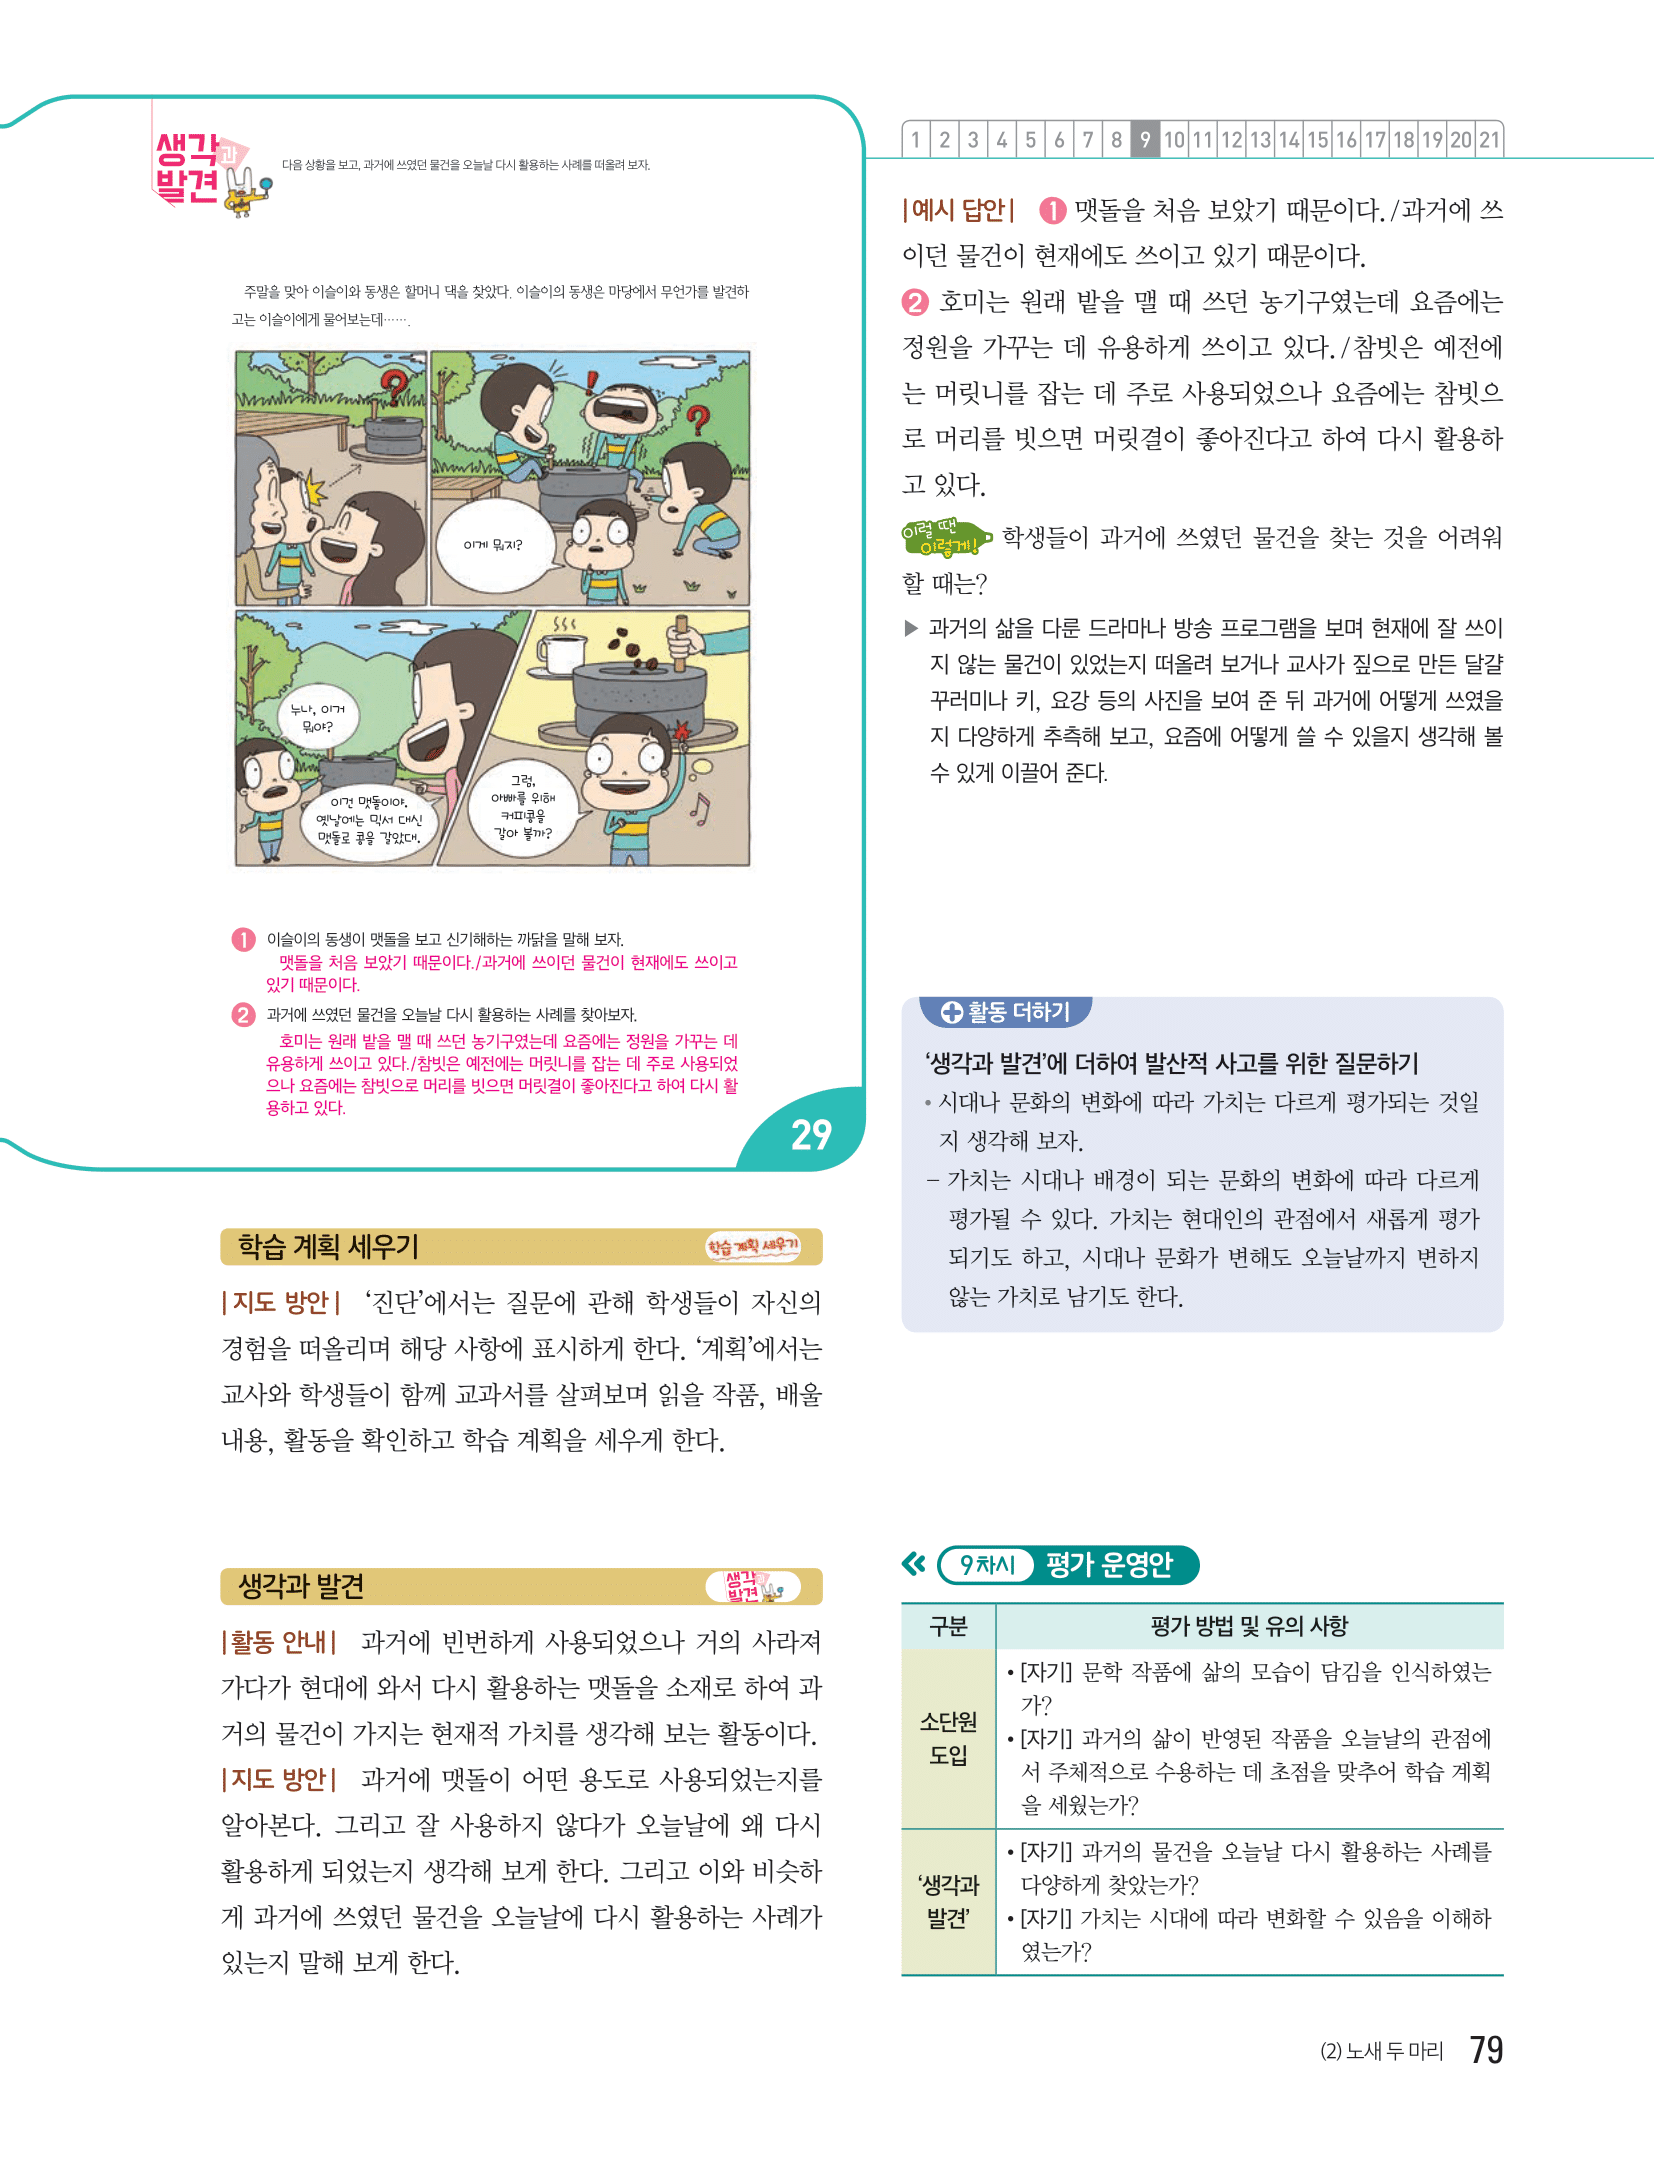 생각과
발견
다음 상황을 보고, 과거에 쓰였던 물건을 오늘날 다시 활용하는 사례를 떠올려 보자.
주말을 맞아 이슬이와 동생은 할머니 댁을 찾았다. 이슬이의 동생은 마당에서 무언가를 발견하
고는 이슬이에게 물어보는데…….
?
!
?
이게 뭐지?
누나, 이거
뭐야?
이건 맷돌이야.
옛날에는 믹서 대신
맷돌로 콩을 갈았대.
그럼,
아빠를 위해
커피콩을
갈아 볼까?
1 이슬이의 동생이 맷돌을 보고 신기해하는 까닭을 말해 보자.
맷돌을 처음 보았기 때문이다./과거에 쓰이던 물건이 현재에도 쓰이고
있기 때문이다.
2 과거에 쓰였던 물건을 오늘날 다시 활용하는 사례를 찾아보자.
호미는 원래 밭을 맬 때 쓰던 농기구였는데 요즘에는 정원을 가꾸는 데
유용하게 쓰이고 있다./참빗은 예전에는 머릿니를 잡는 데 주로 사용되었
으나 요즘에는 참빗으로 머리를 빗으면 머릿결이 좋아진다고 하여 다시 활
용하고 있다.
29
학습 계획 세우기
학습 계획 세우기
|지도 방안| ‘진단’에서는 질문에 관해 학생들이 자신의
경험을 떠올리며 해당 사항에 표시하게 한다. ‘계획’에서는
교사와 학생들이 함께 교과서를 살펴보며 읽을 작품, 배울
내용, 활동을 확인하고 학습 계획을 세우게 한다.
생각과 발견
생각과
발견
|활동 안내| 과거에 빈번하게 사용되었으나 거의 사라져
가다가 현대에 와서 다시 활용하는 맷돌을 소재로 하여 과
거의 물건이 가지는 현재적 가치를 생각해 보는 활동이다.
|지도 방안| 과거에 맷돌이 어떤 용도로 사용되었는지를
알아본다. 그리고 잘 사용하지 않다가 오늘날에 왜 다시
활용하게 되었는지 생각해 보게 한다. 그리고 이와 비슷하
게 과거에 쓰였던 물건을 오늘날에 다시 활용하는 사례가
있는지 말해 보게 한다.
1 2 3 4 5 6 7 8 9 10 11 12 13 14 15 16 17 18 19 20 21
|예시 답안| 1 맷돌을 처음 보았기 때문이다./과거에 쓰
이던 물건이 현재에도 쓰이고 있기 때문이다.
2 호미는 원래 밭을 맬 때 쓰던 농기구였는데 요즘에는
정원을 가꾸는 데 유용하게 쓰이고 있다./참빗은 예전에
는 머릿니를 잡는 데 주로 사용되었으나 요즘에는 참빗으
로 머리를 빗으면 머릿결이 좋아진다고 하여 다시 활용하
고 있다.
이럴 땐
이렇게!
학생들이 과거에 쓰였던 물건을 찾는 것을 어려워
할 때는?
▶ 과거의 삶을 다룬 드라마나 방송 프로그램을 보며 현재에 잘 쓰이
지 않는 물건이 있었는지 떠올려 보거나 교사가 짚으로 만든 달걀
꾸러미나 키, 요강 등의 사진을 보여 준 뒤 과거에 어떻게 쓰였을
지 다양하게 추측해 보고, 요즘에 어떻게 쓸 수 있을지 생각해 볼
수 있게 이끌어 준다.
활동 더하기
‘생각과 발견’에 더하여 발산적 사고를 위한 질문하기
• 시대나 문화의 변화에 따라 가치는 다르게 평가되는 것일
지 생각해 보자.
– 가치는 시대나 배경이 되는 문화의 변화에 따라 다르게
평가될 수 있다. 가치는 현대인의 관점에서 새롭게 평가
되기도 하고, 시대나 문화가 변해도 오늘날까지 변하지
않는 가치로 남기도 한다.
9차시 평가 운영안
구분 평가 방법 및 유의 사항
소단원
도입
• [자기] 문학 작품에 삶의 모습이 담김을 인식하였는
가?
• [자기] 과거의 삶이 반영된 작품을 오늘날의 관점에
서 주체적으로 수용하는 데 초점을 맞추어 학습 계획
을 세웠는가?
‘생각과
발견’
• [자기] 과거의 물건을 오늘날 다시 활용하는 사례를
다양하게 찾았는가?
• [자기] 가치는 시대에 따라 변화할 수 있음을 이해하
였는가?
(2) 노새 두 마리 79